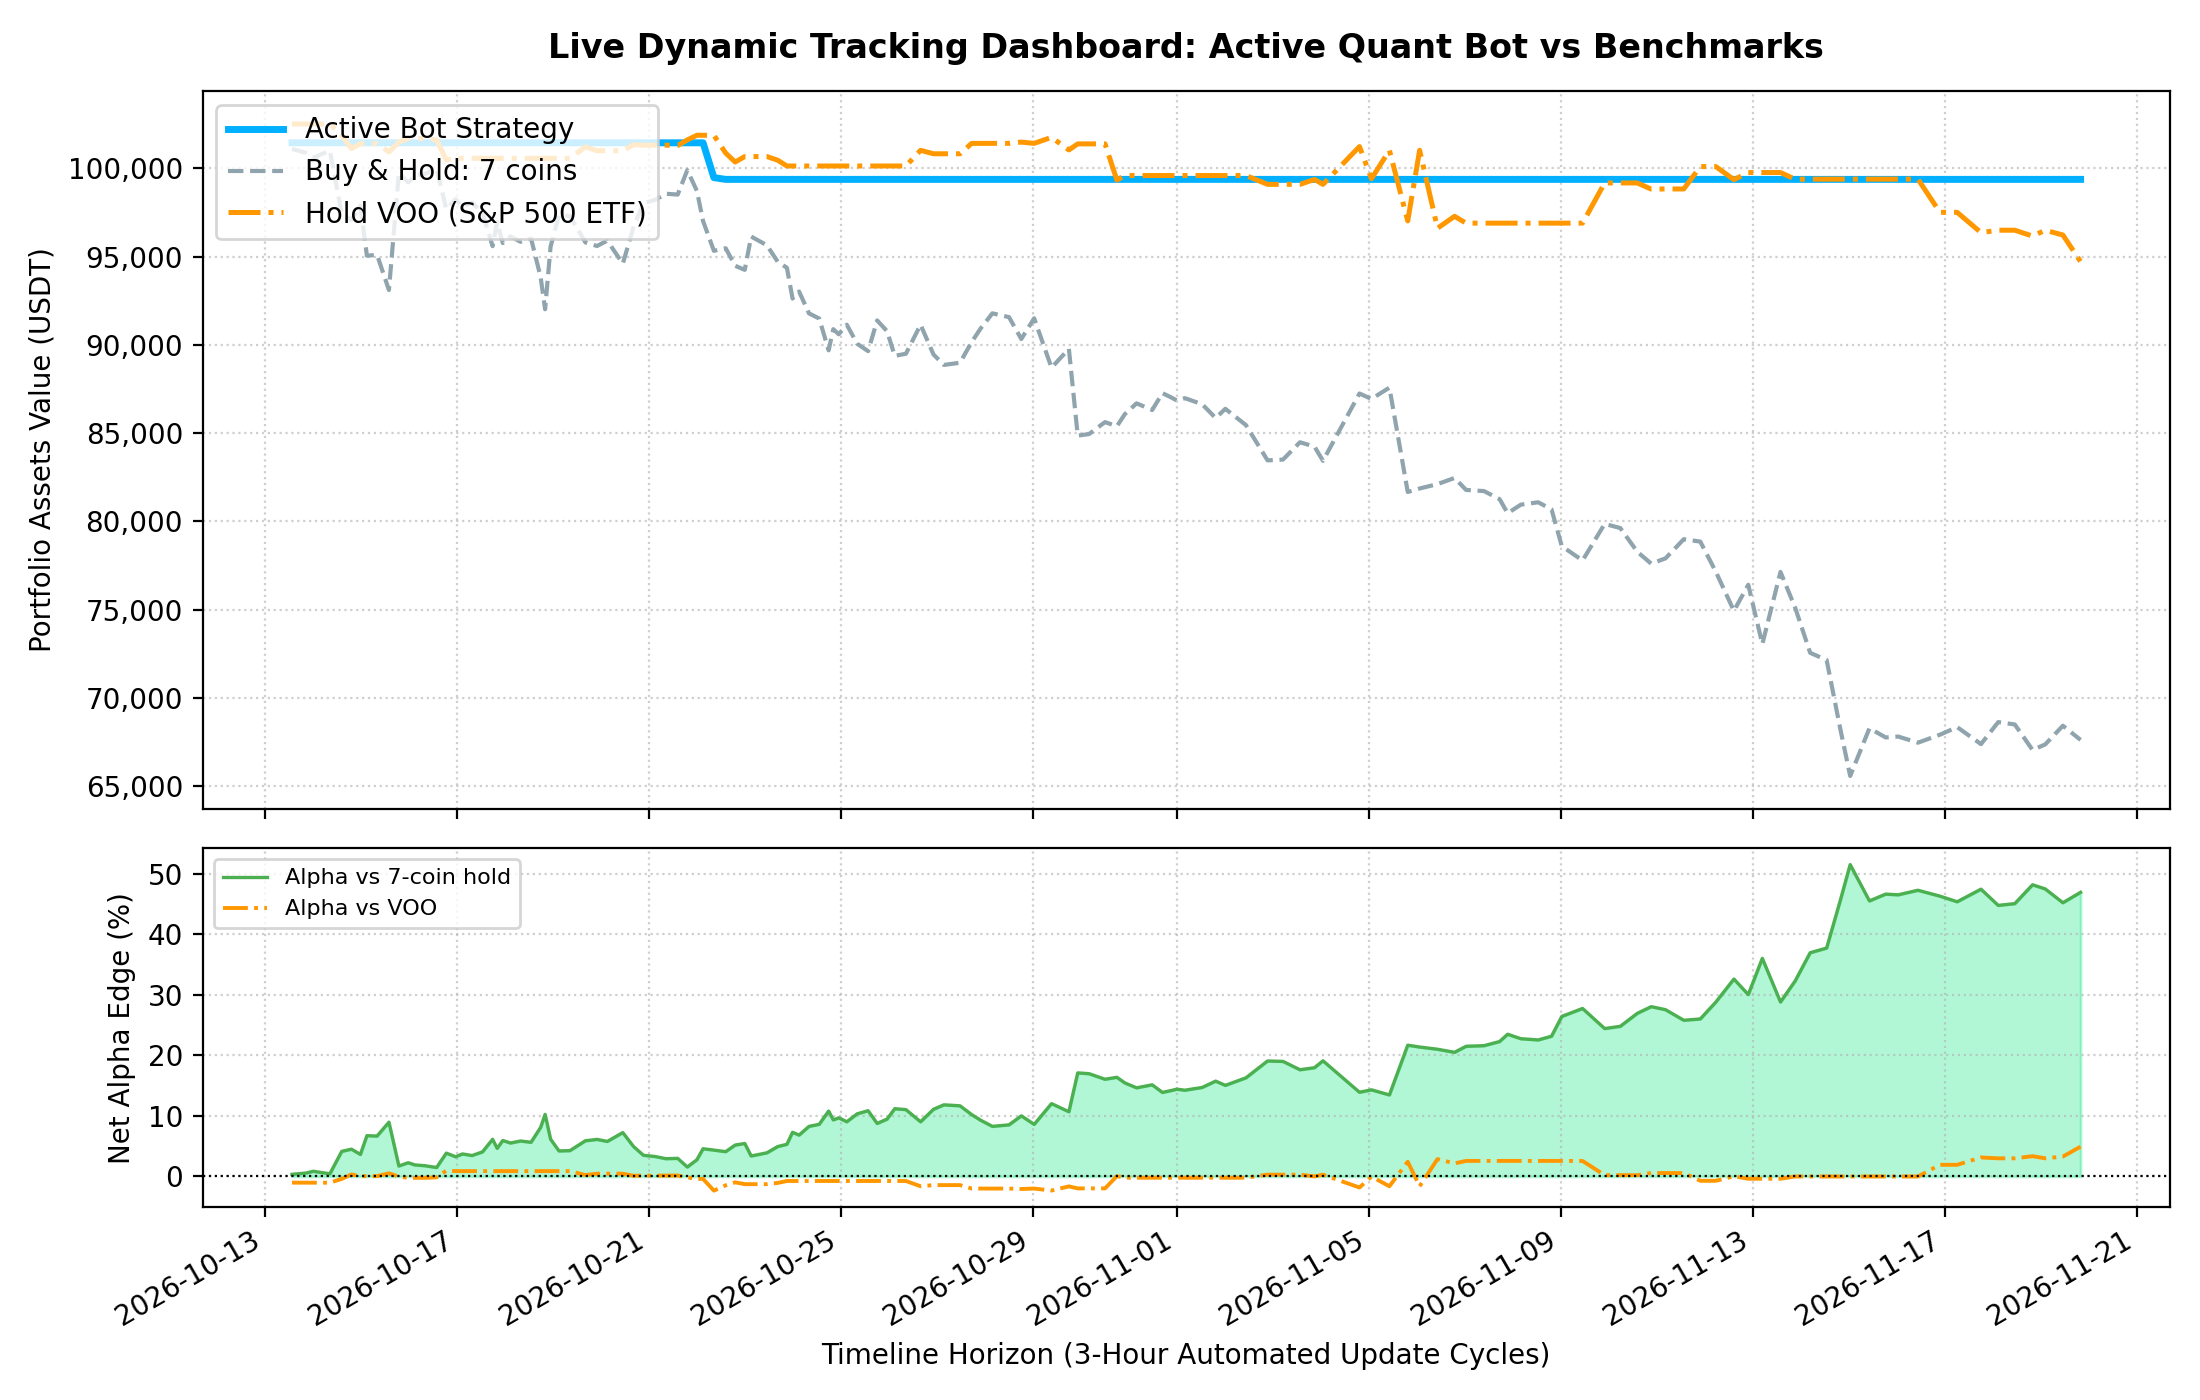 Live Dynamic Tracking Dashboard: Active Quant Bot vs Benchmarks
Active Bot Strategy
Buy & Hold: 7 coins
Hold VOO (S&P 500 ETF)
Portfolio Assets Value (USDT)
100,000
95,000
90,000
85,000
80,000
75,000
70,000
65,000
Alpha vs 7-coin hold
Alpha vs VOO
Net Alpha Edge (%)
50
40
30
20
10
0
2026-10-13
2026-10-17
2026-10-21
2026-10-25
2026-10-29
2026-11-01
2026-11-05
2026-11-09
2026-11-13
2026-11-17
2026-11-21
Timeline Horizon (3-Hour Automated Update Cycles)